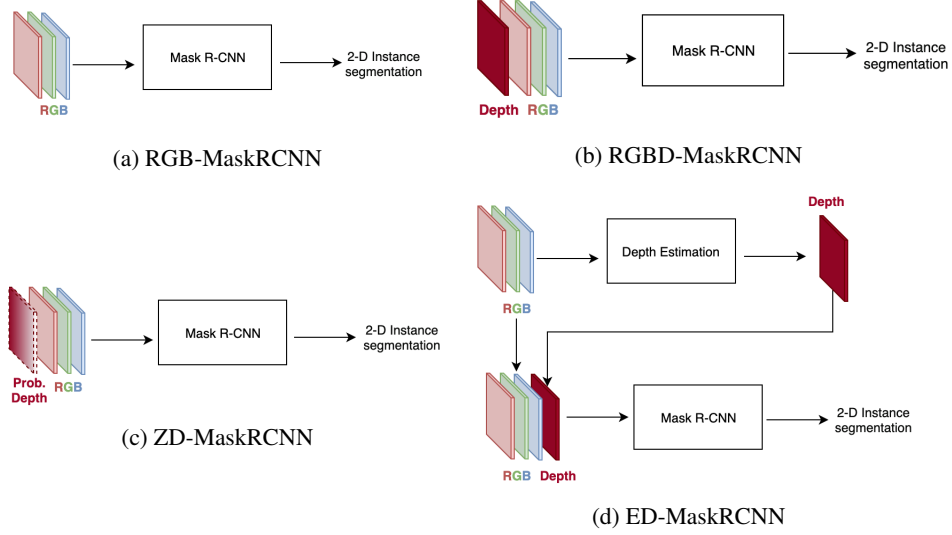 Mask R-CNN
2-D Instance
segmentation
RGB
(a) RGB-MaskRCNN
Mask R-CNN
2-D Instance
segmentation
Depth RGB
(b) RGBD-MaskRCNN
Mask R-CNN
2-D Instance
segmentation
Prob.
Depth
RGB
(c) ZD-MaskRCNN
Depth
Depth Estimation
RGB
Mask R-CNN
2-D Instance
segmentation
RGB Depth
(d) ED-MaskRCNN